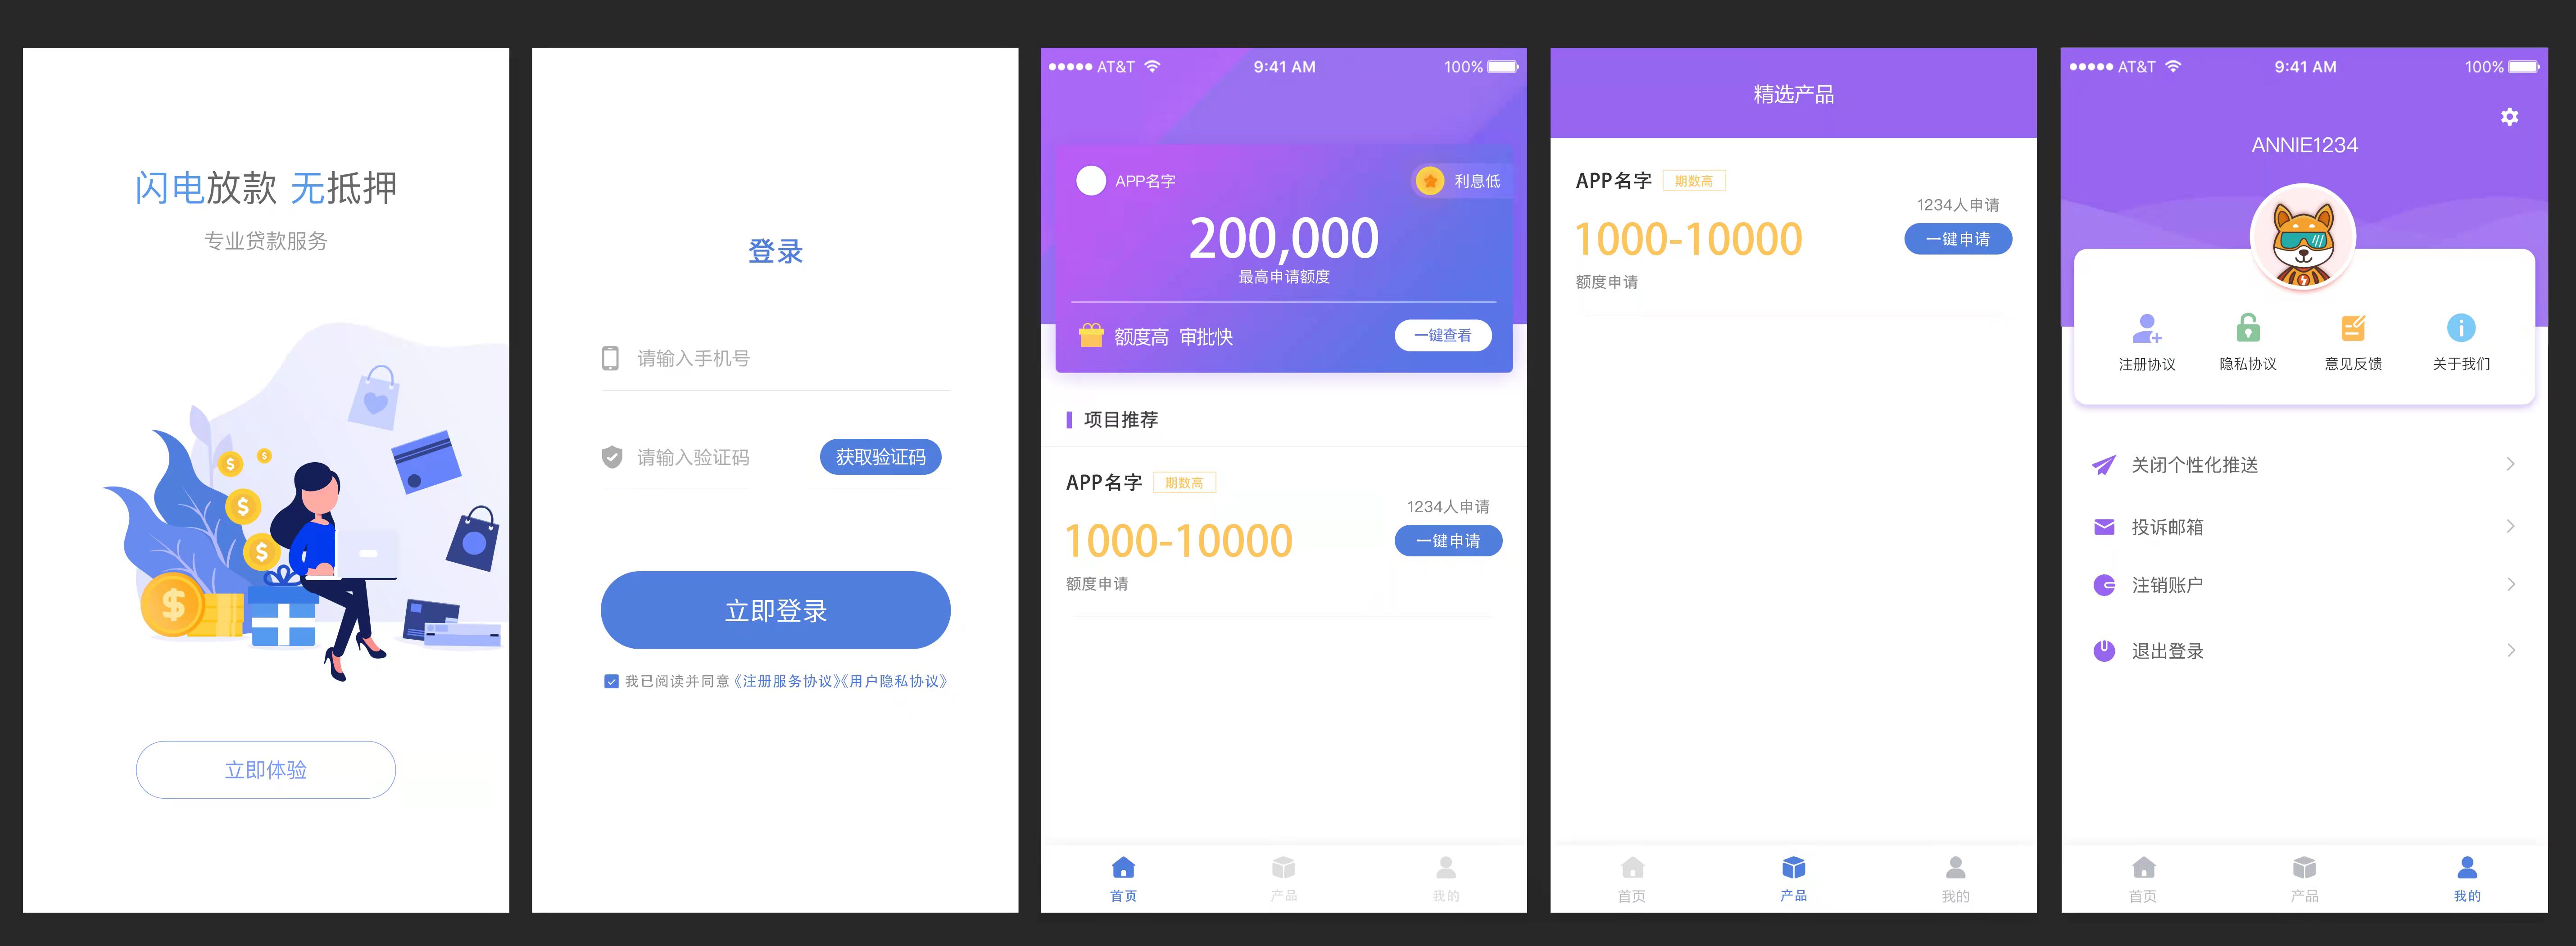 闪电放款 无抵押
专业贷款服务
立即体验
登录
请输入手机号
请输入验证码
获取验证码
立即登录
我已阅读并同意《注册服务协议》《用户隐私协议》
AT&T
9:41 AM
100%
APP名字
利息低
200,000
最高申请额度
额度高 审批快
一键查看
项目推荐
APP名字
期数高
1234人申请
1000-10000
一键申请
额度申请
首页
产品
我的
精选产品
APP名字
期数高
1234人申请
1000-10000
一键申请
额度申请
首页
产品
我的
AT&T
9:41 AM
100%
ANNIE1234
注册协议
隐私协议
意见反馈
关于我们
关闭个性化推送
投诉邮箱
注销账户
退出登录
首页
产品
我的